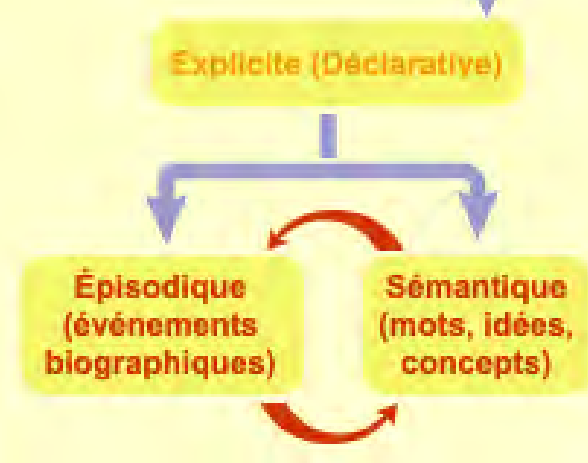 Explicite (Déclarative)
Épisodique
(événements
biographiques)
Sémantique
(mots, idées,
concepts)